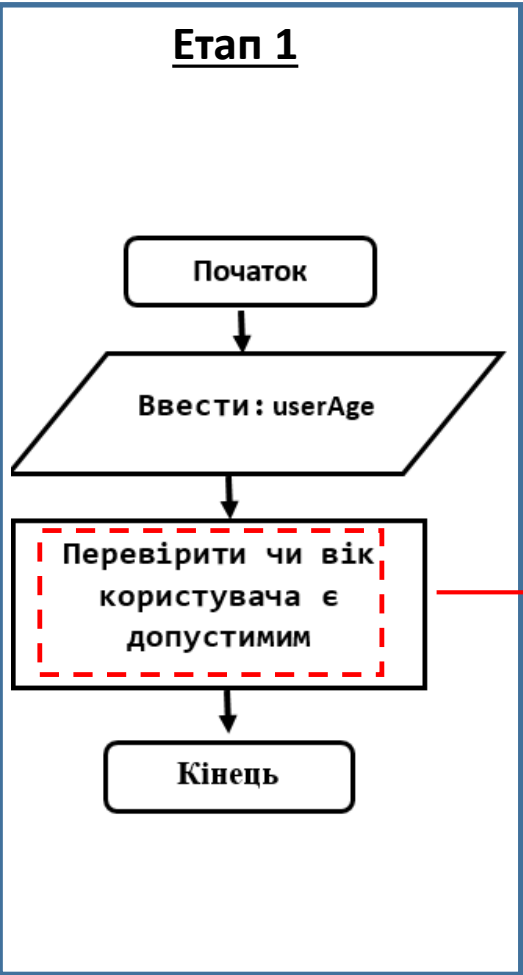 Етап 1
Початок
Ввести: userAge
Перевірити чи вік
користувача є
допустимим
Кінець